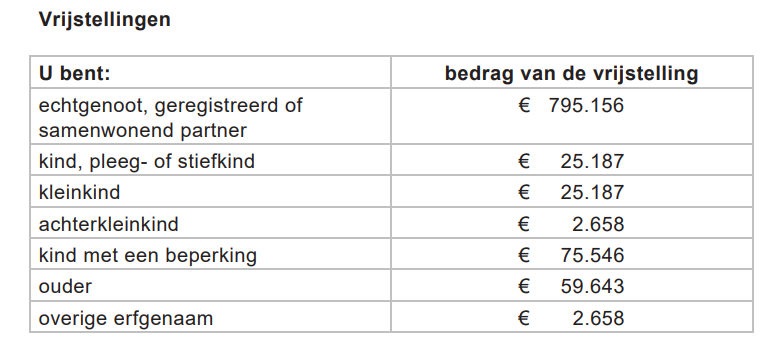 Vrijstellingen
U bent: bedrag van de vrijstelling
echtgenoot, geregistreerd of € 795.156
samenwonend partner
kind, pleeg- of stiefkind € 25.187
kleinkind € 25.187
achterkleinkind € 2.658
kind met een beperking € 75.546
ouder € 59.643
overige erfgenaam € 2.658